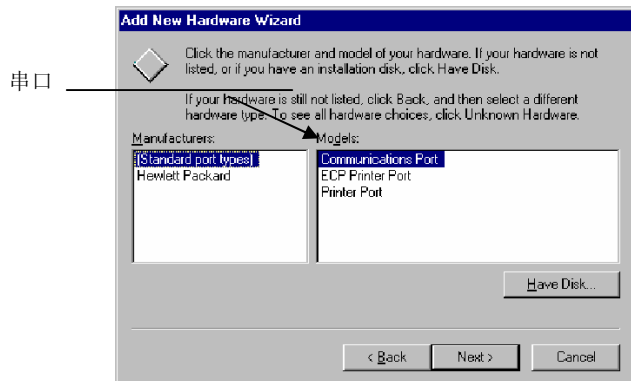 Add New Hardware Wizard
Click the manufacturer and model of your hardware. If your hardware is not
listed, or if you have an installation disk, click Have Disk.
If your hardware is still not listed, click Back, and then select a different
hardware type. To see all hardware choices, click Unknown Hardware.
串口
Manufacturers:
(Standard port types)
Hewlett Packard
Models:
Communications Port
ECP Printer Port
Printer Port
Have Disk...
< Back
Next >
Cancel